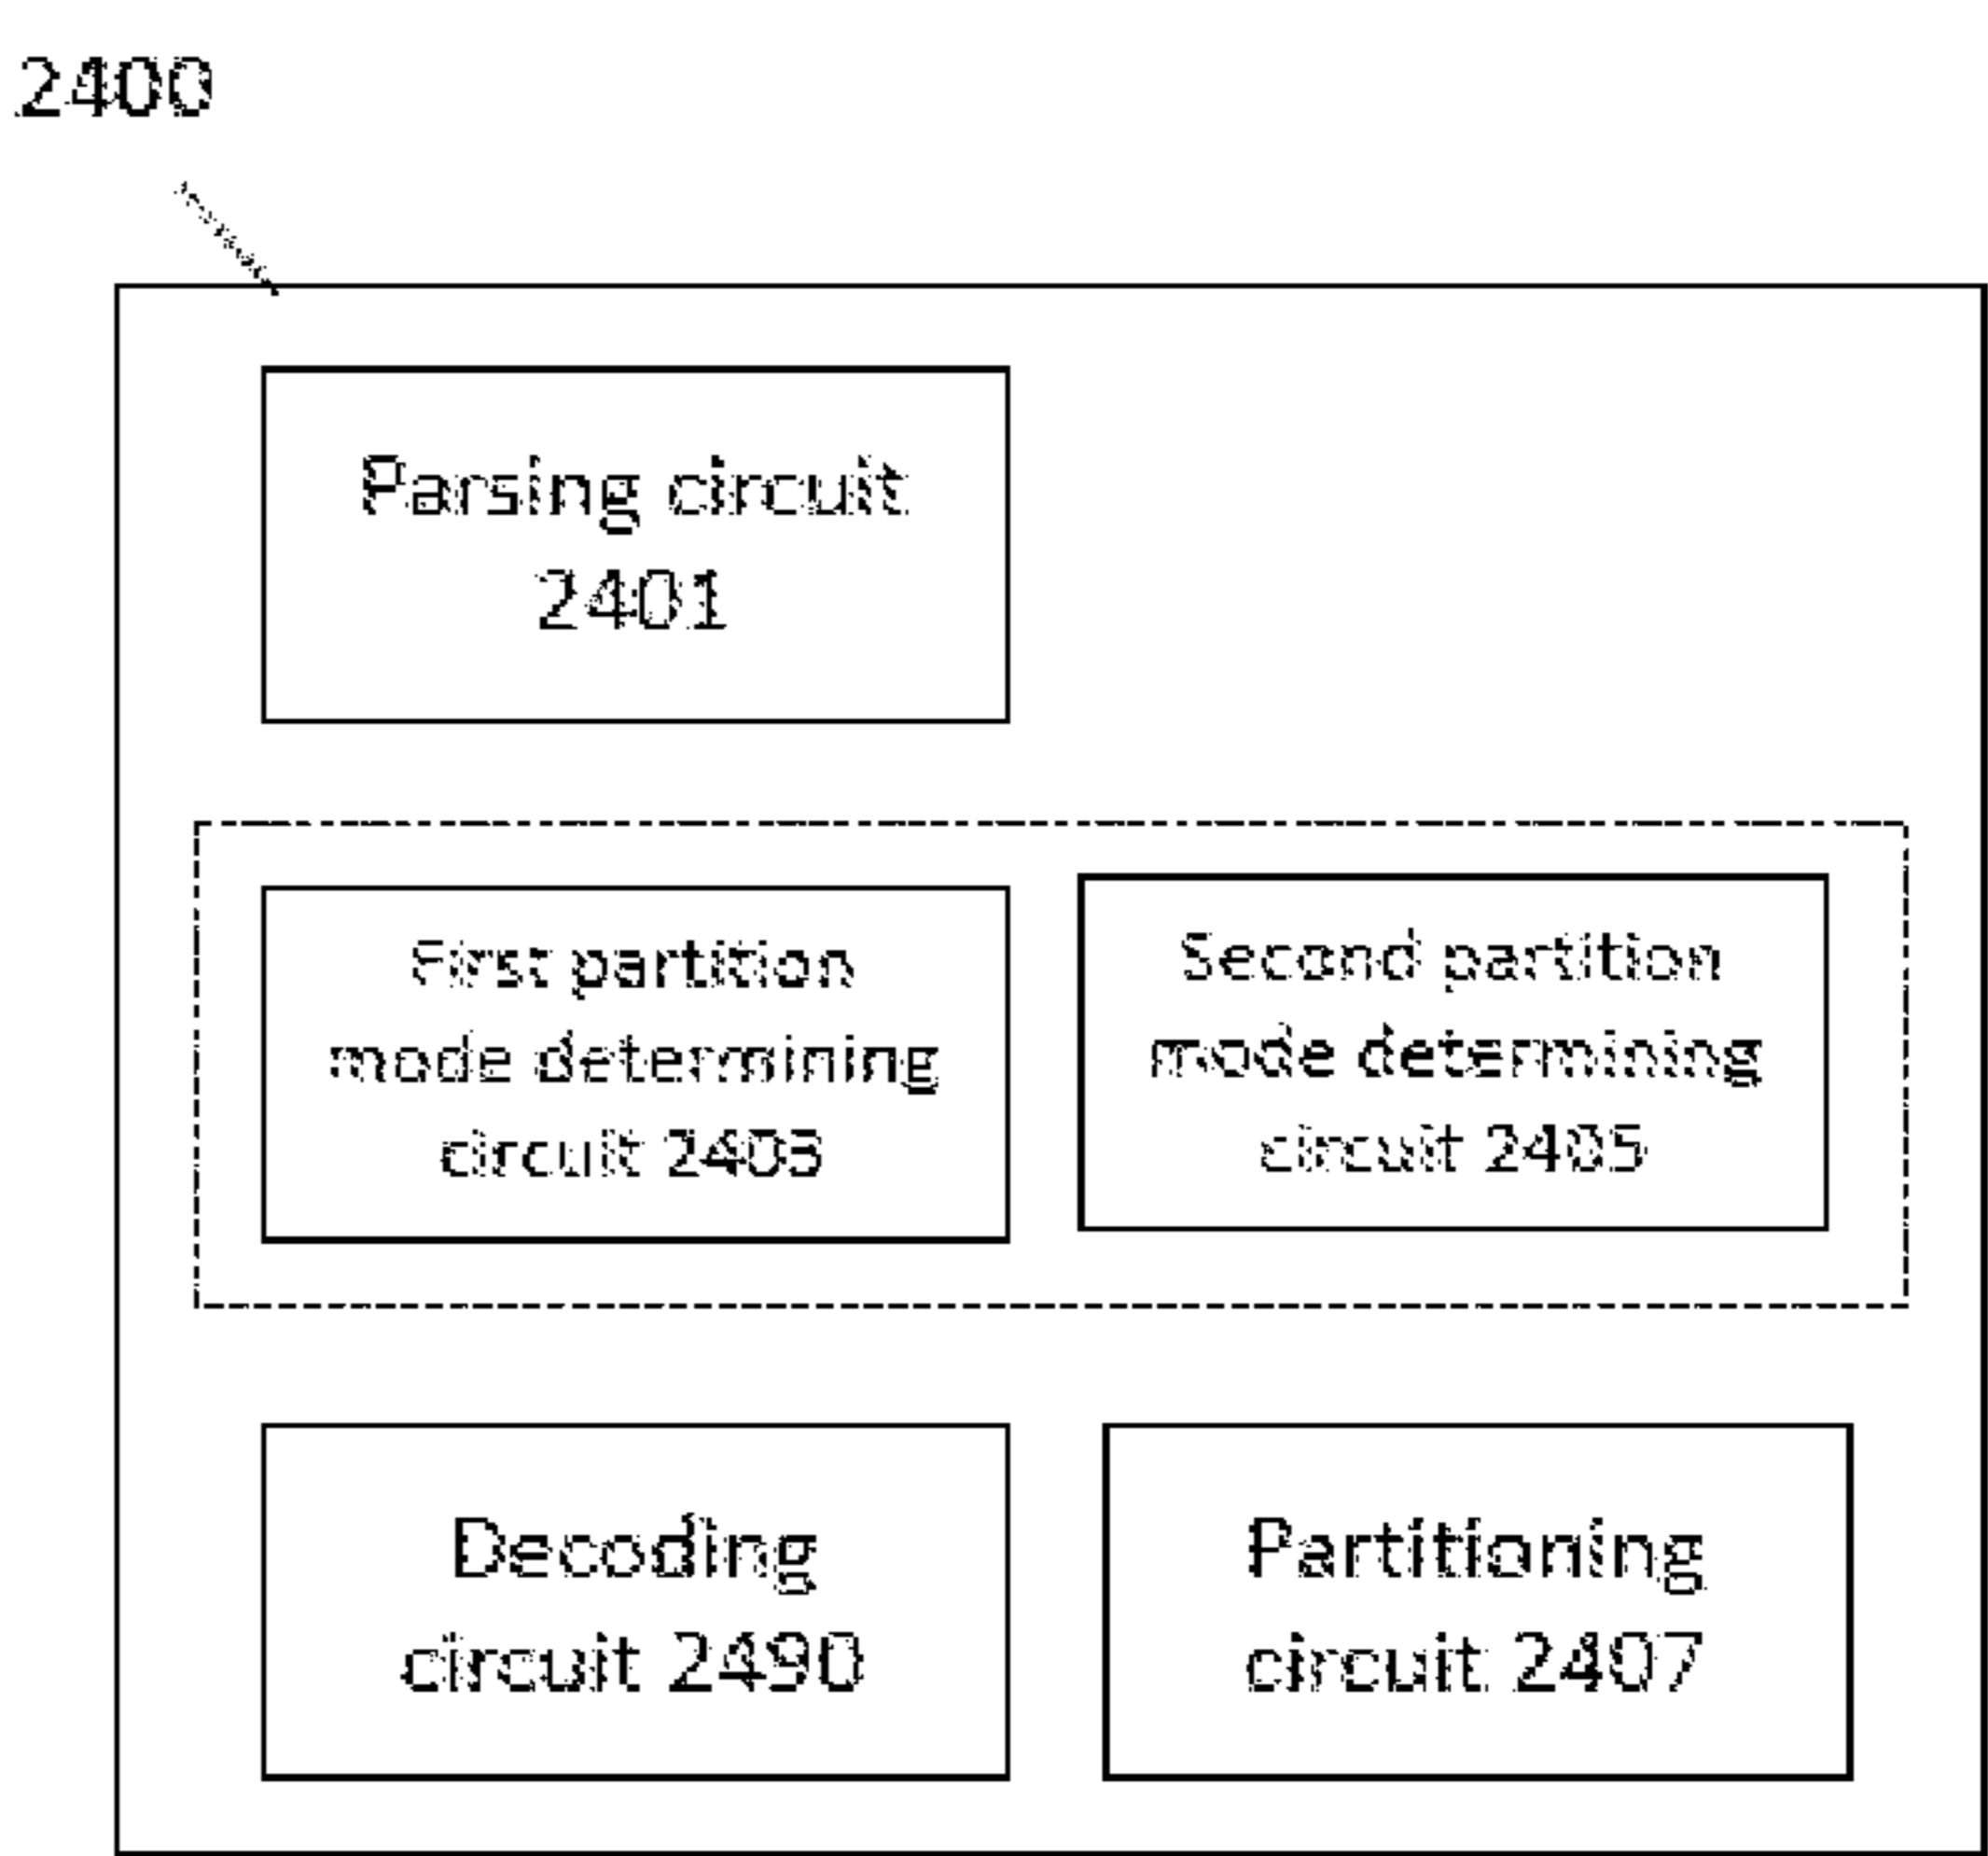 2400
Parsing circuit
2401
First partition
mode determining
circuit 2403
Second partition
mode determining
circuit 2405
Decoding
circuit 2490
Partitioning
circuit 2407